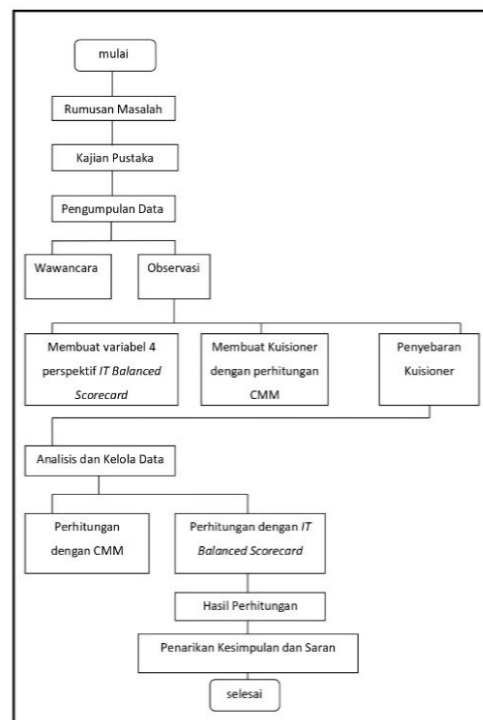 mulai
Rumusan Masalah
Kajian Pustaka
Pengumpulan Data
Wawancara
Observasi
Membuat variabel 4
perspektif IT Balanced
Scorecard
Membuat Kuisioner
dengan perhitungan
CMM
Penyebaran
Kuisioner
Analisis dan Kelola Data
Perhitungan
dengan CMM
Perhitungan dengan IT
Balanced Scorecard
Hasil Perhitungan
Penarikan Kesimpulan dan Saran
selesai